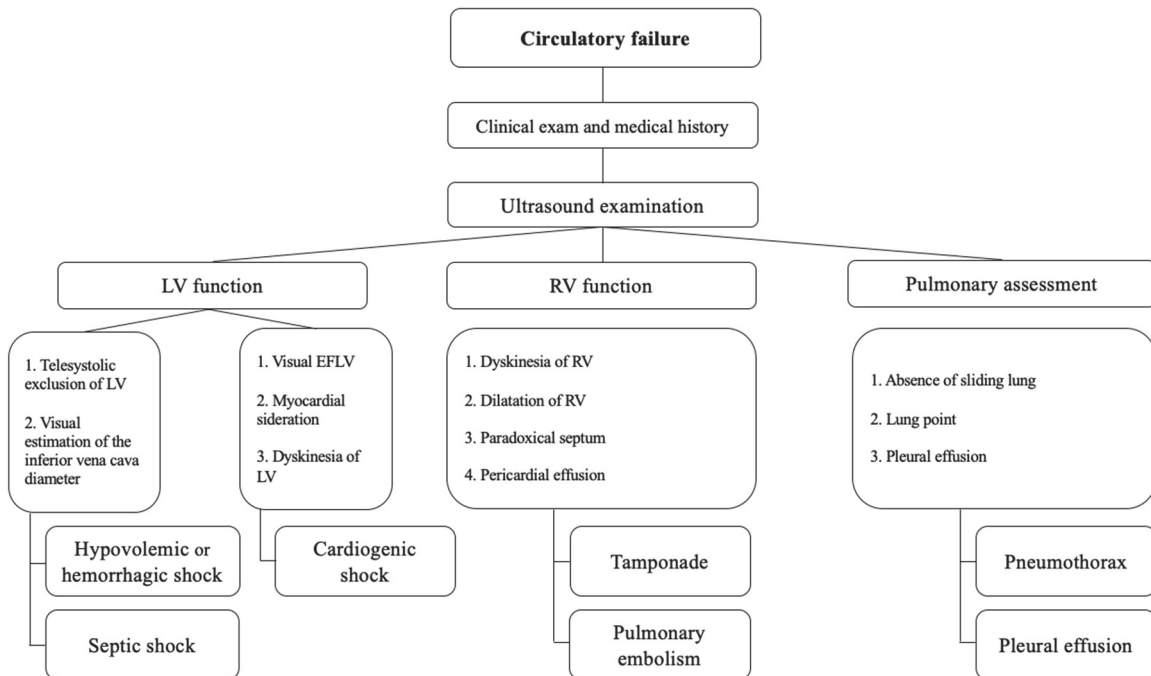 Circulatory failure
Clinical exam and medical history
Ultrasound examination
LV function
RV function
Pulmonary assessment
1. Telesystolic
exclusion of LV
2. Visual
estimation of the
inferior vena cava
diameter
1. Visual EFLV
2. Myocardial
sideration
3. Dyskinesia of
LV
1. Dyskinesia of RV
2. Dilatation of RV
3. Paradoxical septum
4. Pericardial effusion
1. Absence of sliding lung
2. Lung point
3. Pleural effusion
Hypovolemic or
hemorrhagic shock
Septic shock
Cardiogenic
shock
Tamponade
Pulmonary
embolism
Pneumothorax
Pleural effusion